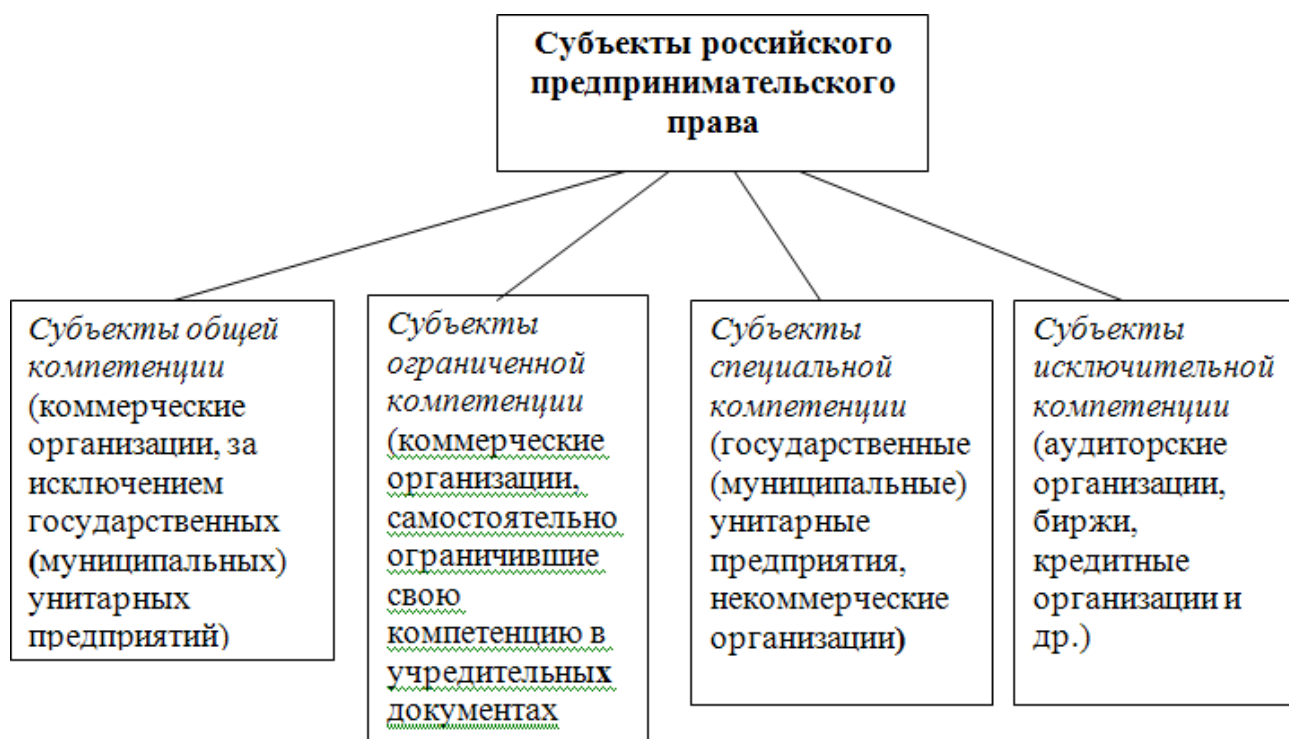 Субъекты российского
предпринимательского
права
Субъекты общей
компетенции
(коммерческие
организации, за
исключением
государственных
(муниципальных)
унитарных
предприятий)
Субъекты
ограниченной
компетенции
(коммерческие
организации,
самостоятельно
ограничившие
свою
компетенцию в
учредительных
документах
Субъекты
специальной
компетенции
(государственные
(муниципальные)
унитарные
предприятия,
некоммерческие
организации)
Субъекты
исключительной
компетенции
(аудиторские
организации,
биржи,
кредитные
организации и
др.)